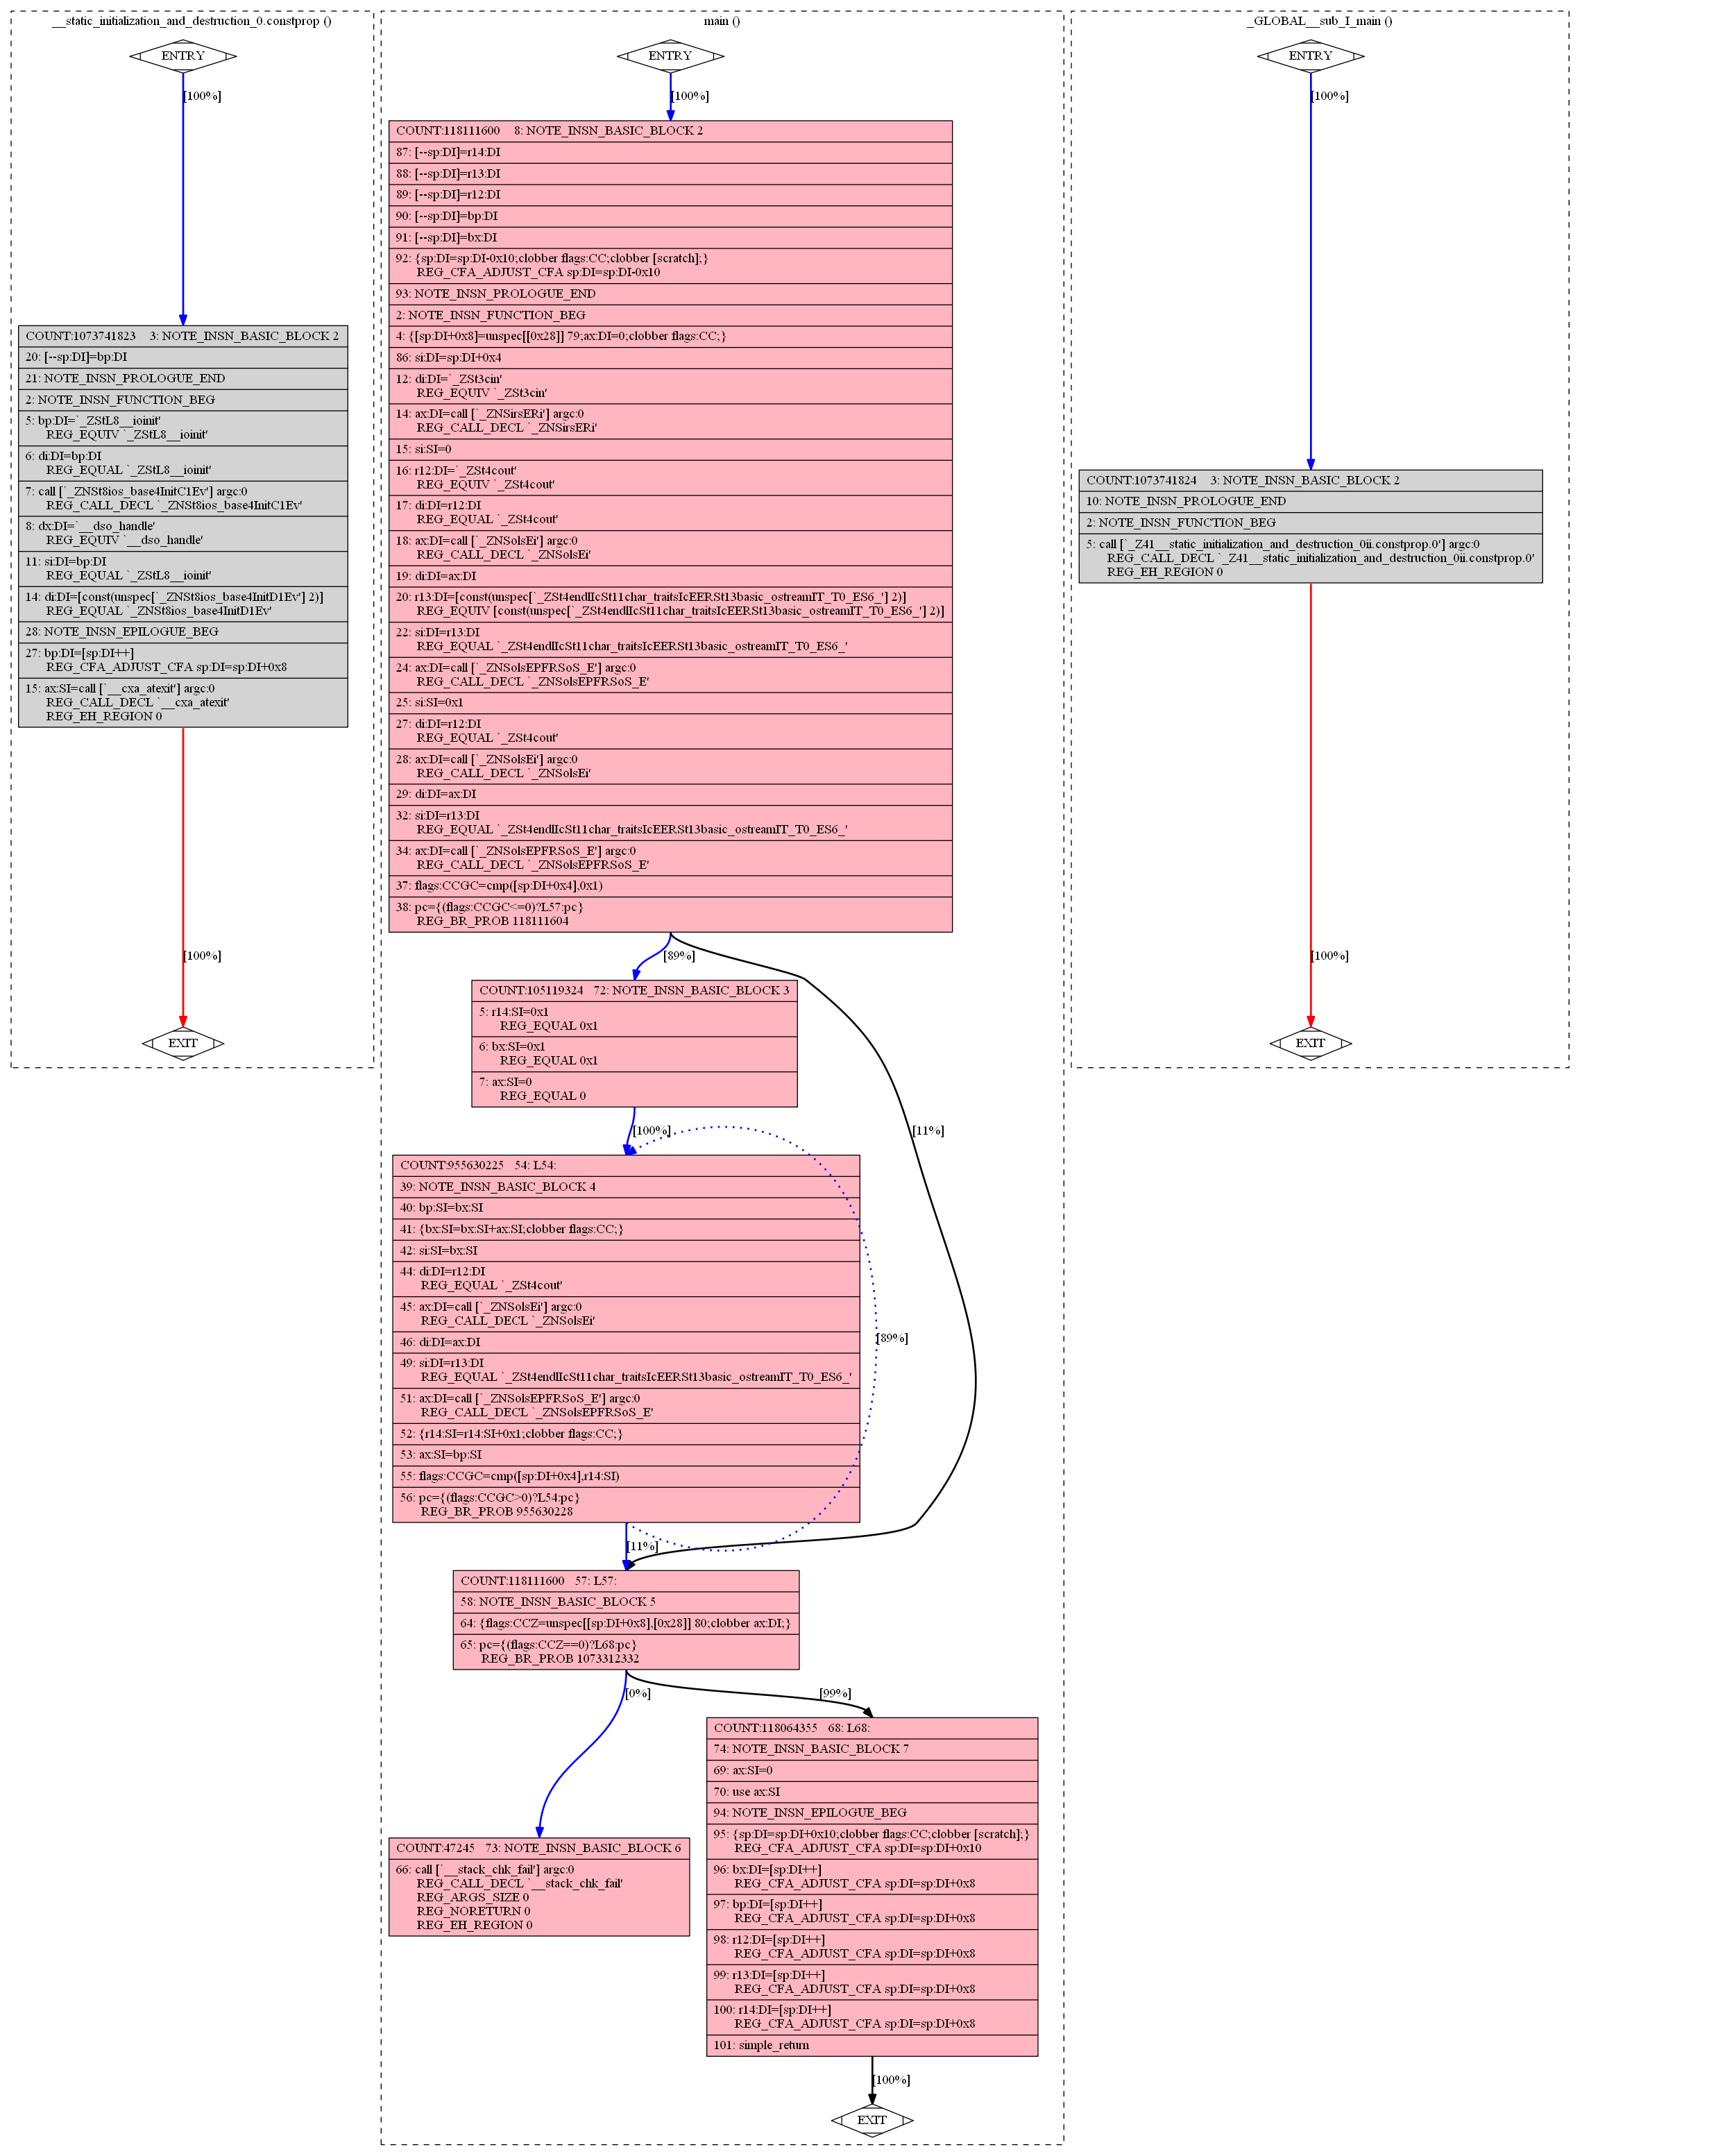 __static_initialization_and_destruction_0.constprop ()
ENTRY
[100%]
COUNT:1073741823    3: NOTE_INSN_BASIC_BLOCK 2
20: [--sp:DI]=bp:DI
21: NOTE_INSN_PROLOGUE_END
2: NOTE_INSN_FUNCTION_BEG
5: bp:DI=`_ZStL8__ioinit'
REG_EQUIV `_ZStL8__ioinit'
6: di:DI=bp:DI
REG_EQUAL `_ZStL8__ioinit'
7: call [`_ZNSt8ios_base4InitC1Ev'] argc:0
REG_CALL_DECL `_ZNSt8ios_base4InitC1Ev'
8: dx:DI=`__dso_handle'
REG_EQUIV `__dso_handle'
11: si:DI=bp:DI
REG_EQUAL `_ZStL8__ioinit'
14: di:DI=[const(unspec[`_ZNSt8ios_base4InitD1Ev'] 2)]
REG_EQUAL `_ZNSt8ios_base4InitD1Ev'
28: NOTE_INSN_EPILOGUE_BEG
27: bp:DI=[sp:DI++]
REG_CFA_ADJUST_CFA sp:DI=sp:DI+0x8
15: ax:SI=call [`__cxa_atexit'] argc:0
REG_CALL_DECL `__cxa_atexit'
REG_EH_REGION 0
[100%]
EXIT
main ()
ENTRY
[100%]
COUNT:118111600    8: NOTE_INSN_BASIC_BLOCK 2
87: [--sp:DI]=r14:DI
88: [--sp:DI]=r13:DI
89: [--sp:DI]=r12:DI
90: [--sp:DI]=bp:DI
91: [--sp:DI]=bx:DI
92: {sp:DI=sp:DI-0x10;clobber flags:CC;clobber [scratch];}
REG_CFA_ADJUST_CFA sp:DI=sp:DI-0x10
93: NOTE_INSN_PROLOGUE_END
2: NOTE_INSN_FUNCTION_BEG
4: {[sp:DI+0x8]=unspec[[0x28]] 79;ax:DI=0;clobber flags:CC;}
86: si:DI=sp:DI+0x4
12: di:DI=`_ZSt3cin'
REG_EQUIV `_ZSt3cin'
14: ax:DI=call [`_ZNSirsERi'] argc:0
REG_CALL_DECL `_ZNSirsERi'
15: si:SI=0
16: r12:DI=`_ZSt4cout'
REG_EQUIV `_ZSt4cout'
17: di:DI=r12:DI
REG_EQUAL `_ZSt4cout'
18: ax:DI=call [`_ZNSolsEi'] argc:0
REG_CALL_DECL `_ZNSolsEi'
19: di:DI=ax:DI
20: r13:DI=[const(unspec[`_ZSt4endlIcSt11char_traitsIcEERSt13basic_ostreamIT_T0_ES6_'] 2)]
REG_EQUIV [const(unspec[`_ZSt4endlIcSt11char_traitsIcEERSt13basic_ostreamIT_T0_ES6_'] 2)]
22: si:DI=r13:DI
REG_EQUAL `_ZSt4endlIcSt11char_traitsIcEERSt13basic_ostreamIT_T0_ES6_'
24: ax:DI=call [`_ZNSolsEPFRSoS_E'] argc:0
REG_CALL_DECL `_ZNSolsEPFRSoS_E'
25: si:SI=0x1
27: di:DI=r12:DI
REG_EQUAL `_ZSt4cout'
28: ax:DI=call [`_ZNSolsEi'] argc:0
REG_CALL_DECL `_ZNSolsEi'
29: di:DI=ax:DI
32: si:DI=r13:DI
REG_EQUAL `_ZSt4endlIcSt11char_traitsIcEERSt13basic_ostreamIT_T0_ES6_'
34: ax:DI=call [`_ZNSolsEPFRSoS_E'] argc:0
REG_CALL_DECL `_ZNSolsEPFRSoS_E'
37: flags:CCGC=cmp([sp:DI+0x4],0x1)
38: pc={(flags:CCGC<=0)?L57:pc}
REG_BR_PROB 118111604
[89%]
COUNT:105119324   72: NOTE_INSN_BASIC_BLOCK 3
5: r14:SI=0x1
REG_EQUAL 0x1
6: bx:SI=0x1
REG_EQUAL 0x1
7: ax:SI=0
REG_EQUAL 0
[100%]
[11%]
COUNT:955630225   54: L54:
39: NOTE_INSN_BASIC_BLOCK 4
40: bp:SI=bx:SI
41: {bx:SI=bx:SI+ax:SI;clobber flags:CC;}
42: si:SI=bx:SI
44: di:DI=r12:DI
REG_EQUAL `_ZSt4cout'
45: ax:DI=call [`_ZNSolsEi'] argc:0
REG_CALL_DECL `_ZNSolsEi'
46: di:DI=ax:DI
49: si:DI=r13:DI
REG_EQUAL `_ZSt4endlIcSt11char_traitsIcEERSt13basic_ostreamIT_T0_ES6_'
51: ax:DI=call [`_ZNSolsEPFRSoS_E'] argc:0
REG_CALL_DECL `_ZNSolsEPFRSoS_E'
52: {r14:SI=r14:SI+0x1;clobber flags:CC;}
53: ax:SI=bp:SI
55: flags:CCGC=cmp([sp:DI+0x4],r14:SI)
56: pc={(flags:CCGC>0)?L54:pc}
REG_BR_PROB 955630228
[89%]
[11%]
COUNT:118111600   57: L57:
58: NOTE_INSN_BASIC_BLOCK 5
64: {flags:CCZ=unspec[[sp:DI+0x8],[0x28]] 80;clobber ax:DI;}
65: pc={(flags:CCZ==0)?L68:pc}
REG_BR_PROB 1073312332
[0%]
[99%]
COUNT:47245   73: NOTE_INSN_BASIC_BLOCK 6
66: call [`__stack_chk_fail'] argc:0
REG_CALL_DECL `__stack_chk_fail'
REG_ARGS_SIZE 0
REG_NORETURN 0
REG_EH_REGION 0
COUNT:118064355   68: L68:
74: NOTE_INSN_BASIC_BLOCK 7
69: ax:SI=0
70: use ax:SI
94: NOTE_INSN_EPILOGUE_BEG
95: {sp:DI=sp:DI+0x10;clobber flags:CC;clobber [scratch];}
REG_CFA_ADJUST_CFA sp:DI=sp:DI+0x10
96: bx:DI=[sp:DI++]
REG_CFA_ADJUST_CFA sp:DI=sp:DI+0x8
97: bp:DI=[sp:DI++]
REG_CFA_ADJUST_CFA sp:DI=sp:DI+0x8
98: r12:DI=[sp:DI++]
REG_CFA_ADJUST_CFA sp:DI=sp:DI+0x8
99: r13:DI=[sp:DI++]
REG_CFA_ADJUST_CFA sp:DI=sp:DI+0x8
100: r14:DI=[sp:DI++]
REG_CFA_ADJUST_CFA sp:DI=sp:DI+0x8
101: simple_return
[100%]
EXIT
_GLOBAL__sub_I_main ()
ENTRY
[100%]
COUNT:1073741824    3: NOTE_INSN_BASIC_BLOCK 2
10: NOTE_INSN_PROLOGUE_END
2: NOTE_INSN_FUNCTION_BEG
5: call [`_Z41__static_initialization_and_destruction_0ii.constprop.0'] argc:0
REG_CALL_DECL `_Z41__static_initialization_and_destruction_0ii.constprop.0'
REG_EH_REGION 0
[100%]
EXIT